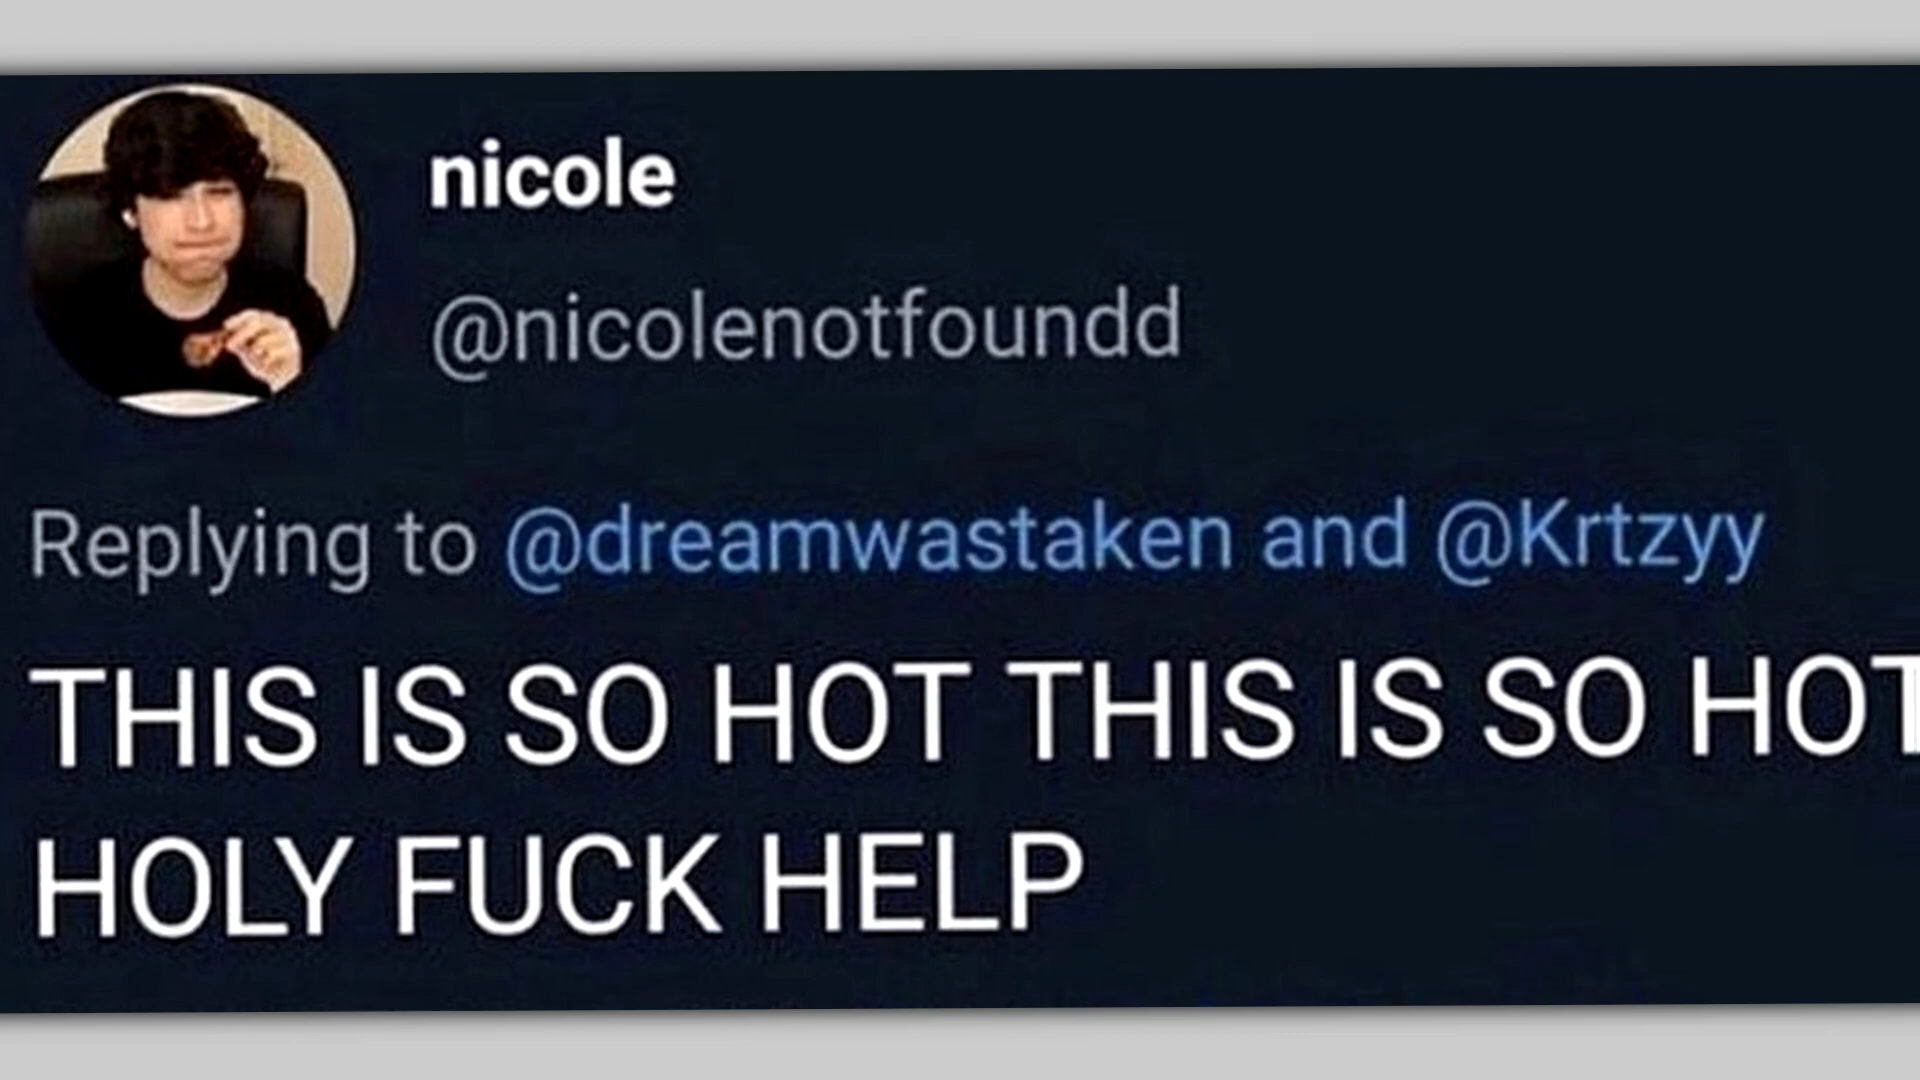 nicole
@nicolenotfoundd
Replying to @dreamwastaken and @Krtzyy
THIS IS SO HOT THIS IS SO HOT
HOLY FUCK HELP